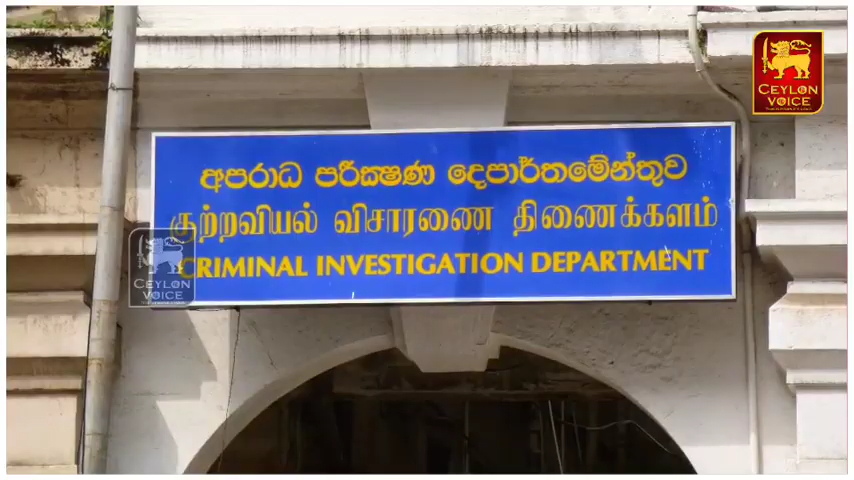 අපරාධ පරීක්ෂණ දෙපාර්තමේන්තුව
குற்றவியல் விசாரணை திணைக்களம்
CRIMINAL INVESTIGATION DEPARTMENT
CEYLON
VOICE
CEYLON
VOICE